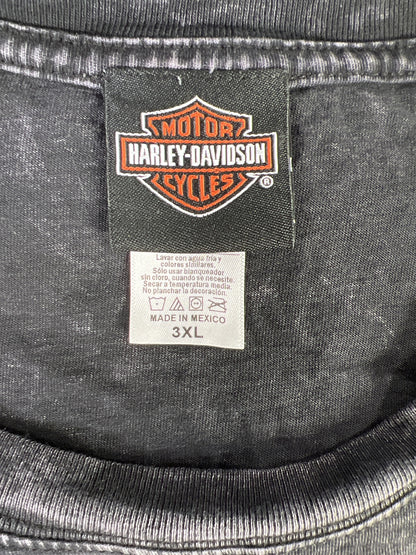 MOTOR
HARLEY-DAVIDSON
CYCLES
®
Lavar con agua fria y
colores similares.
Sólo usar blanqueador
sin cloro, cuando se necesite.
Secar a temperatura media.
No planchar la decoración.
MADE IN MEXICO
3XL